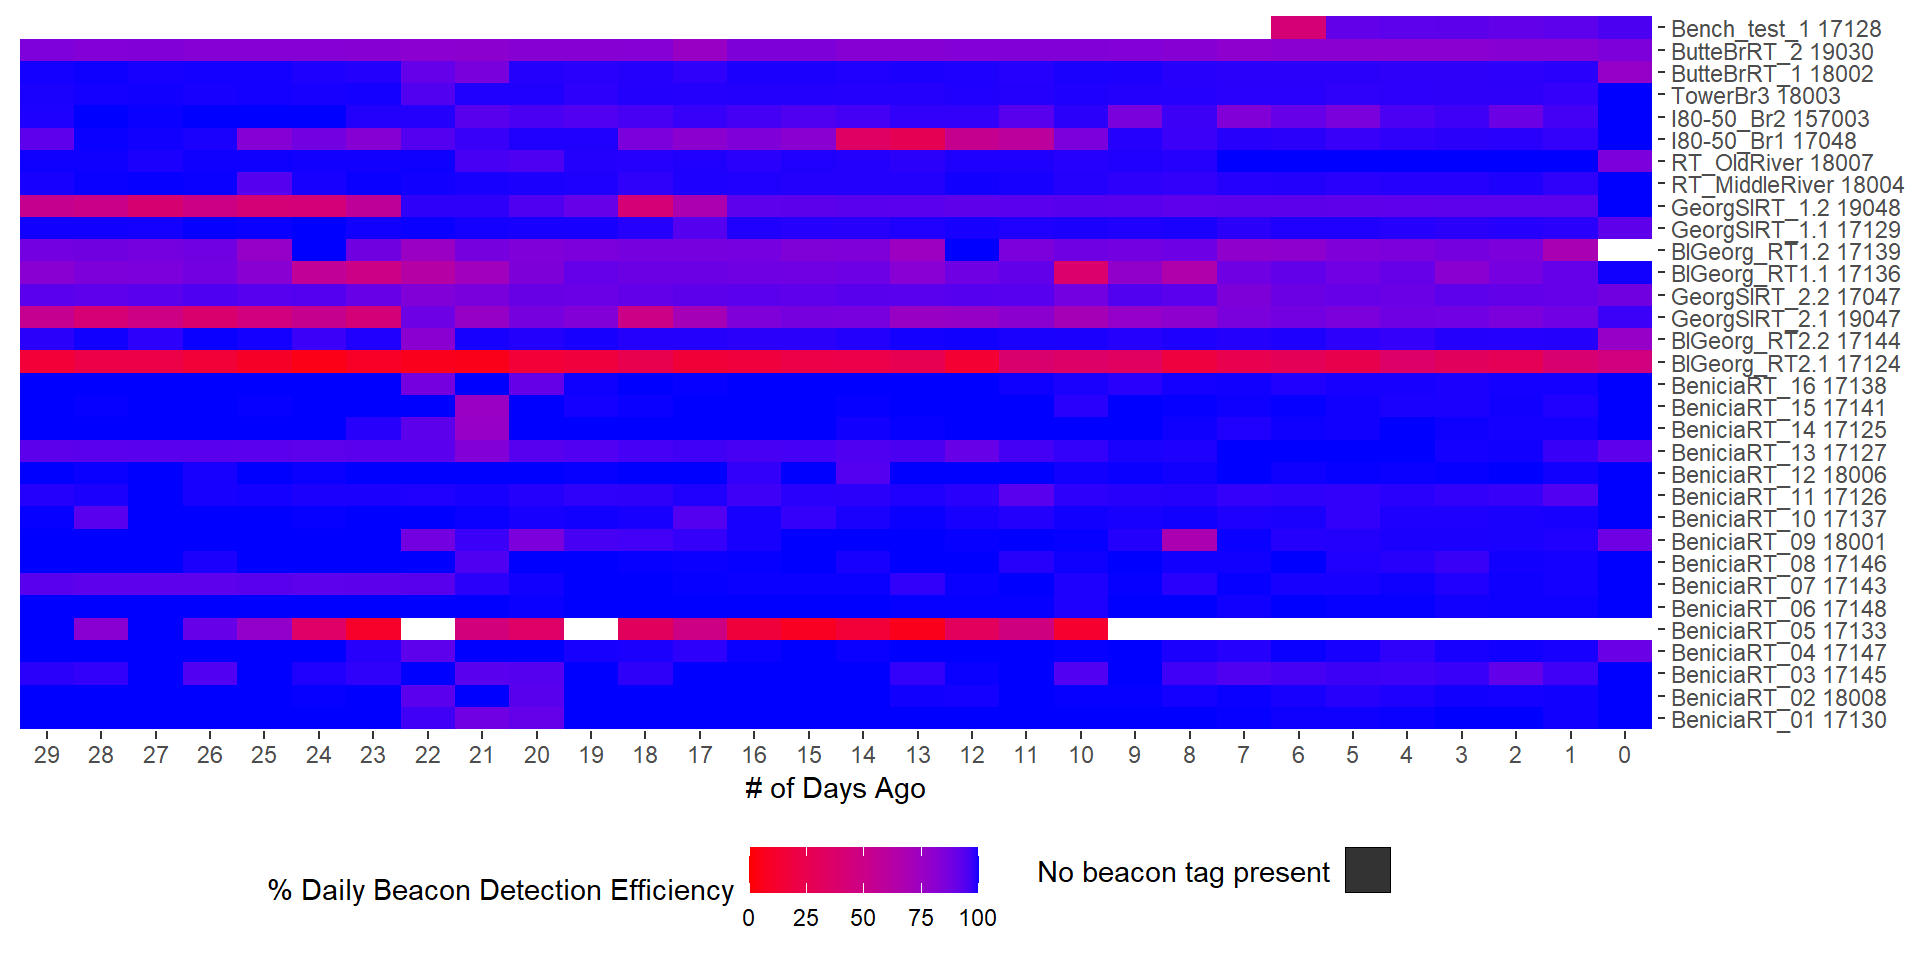 Bench_test_1 17128
ButteBrRT_2 19030
ButteBrRT_1 18002
TowerBr3 18003
I80-50_Br2 157003
I80-50_Br1 17048
RT_OldRiver 18007
RT_MiddleRiver 18004
GeorgSlRT_1.2 19048
GeorgSlRT_1.1 17129
BlGeorg_RT1.2 17139
BlGeorg_RT1.1 17136
GeorgSlRT_2.2 17047
GeorgSlRT_2.1 19047
BlGeorg_RT2.2 17144
BlGeorg_RT2.1 17124
BeniciaRT_16 17138
BeniciaRT_15 17141
BeniciaRT_14 17125
BeniciaRT_13 17127
BeniciaRT_12 18006
BeniciaRT_11 17126
BeniciaRT_10 17137
BeniciaRT_09 18001
BeniciaRT_08 17146
BeniciaRT_07 17143
BeniciaRT_06 17148
BeniciaRT_05 17133
BeniciaRT_04 17147
BeniciaRT_03 17145
BeniciaRT_02 18008
BeniciaRT_01 17130
29 28 27 26 25 24 23 22 21 20 19 18 17 16 15 14 13 12 11 10 9 8 7 6 5 4 3 2 1 0
# of Days Ago
% Daily Beacon Detection Efficiency
0 25 50 75 100
No beacon tag present